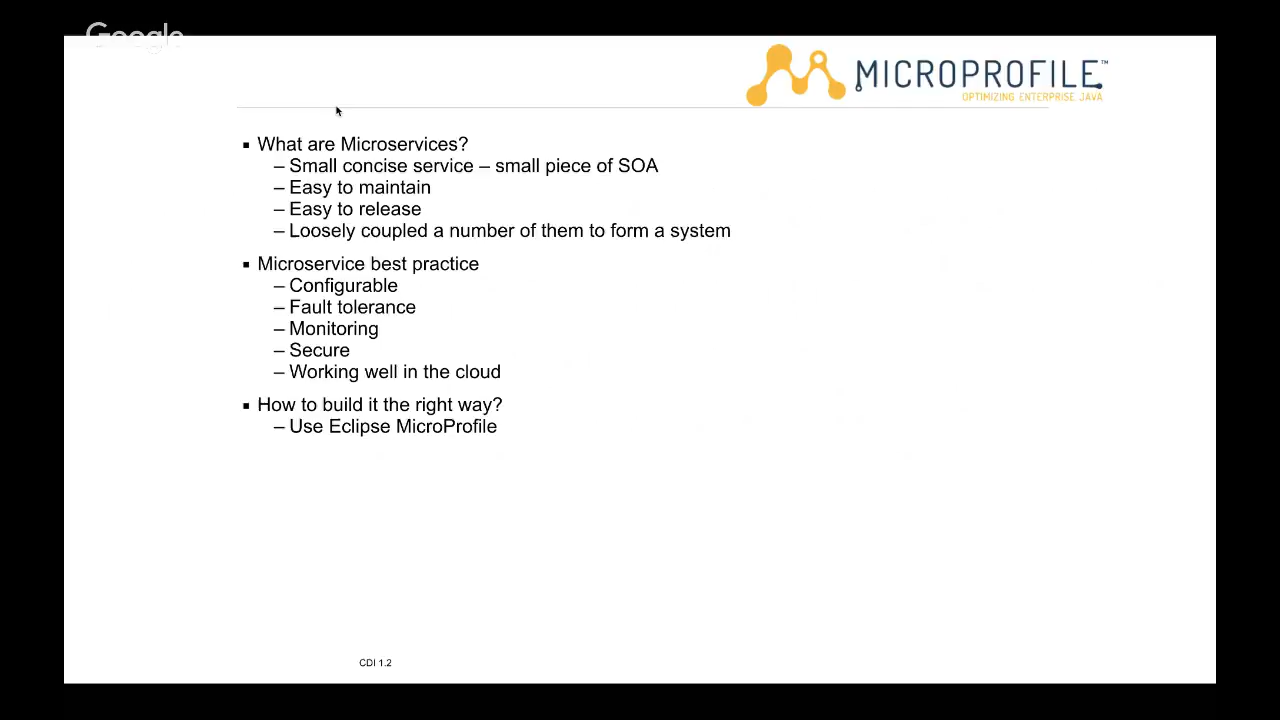 Google
MICROPROFILE™
OPTIMIZING ENTERPRISE JAVA
▪ What are Microservices?
– Small concise service – small piece of SOA
– Easy to maintain
– Easy to release
– Loosely coupled a number of them to form a system
▪ Microservice best practice
– Configurable
– Fault tolerance
– Monitoring
– Secure
– Working well in the cloud
▪ How to build it the right way?
– Use Eclipse MicroProfile
CDI 1.2